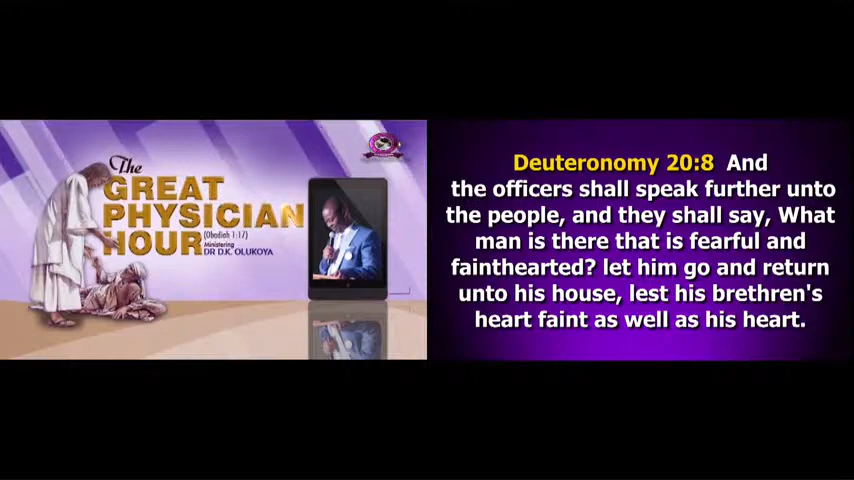 The
GREAT
PHYSICIAN
HOUR (Obadiah 1:17)
Ministering
DR D.K. OLUKOYA
Deuteronomy 20:8 And
the officers shall speak further unto
the people, and they shall say, What
man is there that is fearful and
fainthearted? let him go and return
unto his house, lest his brethren's
heart faint as well as his heart.